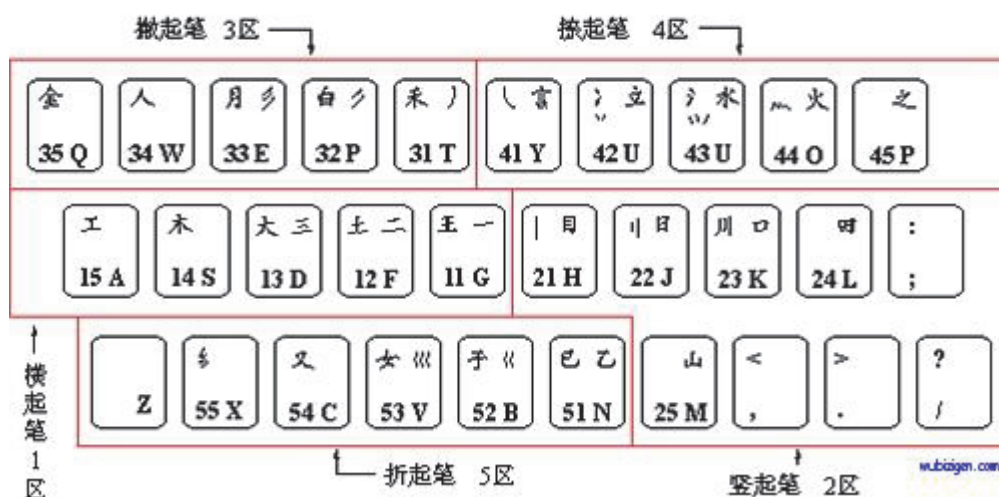 撇起笔 3区 捺起笔 4区
金 人 月 彡 白 𠂆 禾 丿 ㇏ 言 冫 立 氵 水 灬 火 之
35 Q 34 W 33 E 32 P 31 T 41 Y 42 U 43 U 44 O 45 P
工 木 大 三 土 二 王 一 丨 目 刂 日 川 口 田 :
15 A 14 S 13 D 12 F 11 G 21 H 22 J 23 K 24 L ;
纟 又 女 巛 子 巜 已 乙 山 < > ?
Z 55 X 54 C 53 V 52 B 51 N 25 M , . /
横起笔 1区
折起笔 5区
竖起笔 2区
wubizigen.com